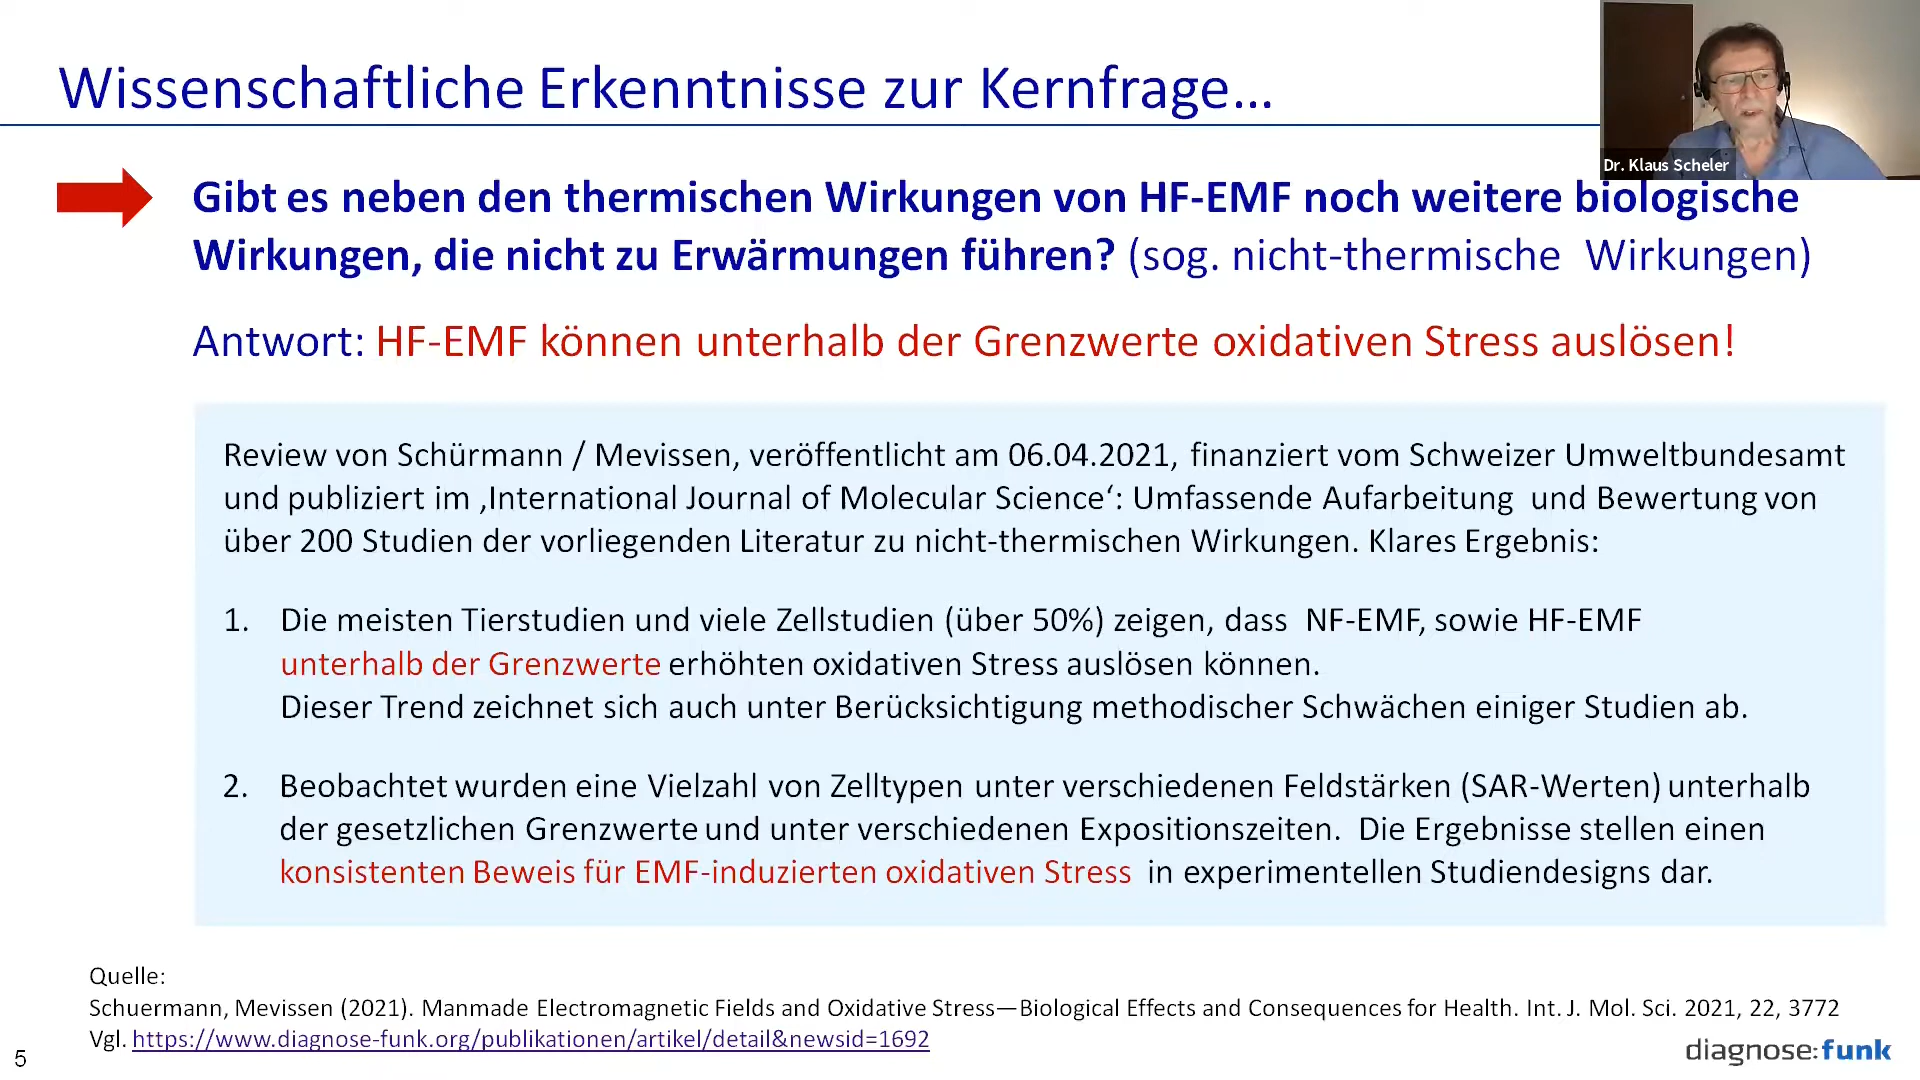 Wissenschaftliche Erkenntnisse zur Kernfrage...
Dr. Klaus Scheler
Gibt es neben den thermischen Wirkungen von HF-EMF noch weitere biologische
Wirkungen, die nicht zu Erwärmungen führen? (sog. nicht-thermische Wirkungen)
Antwort: HF-EMF können unterhalb der Grenzwerte oxidativen Stress auslösen!
Review von Schürmann / Mevissen, veröffentlicht am 06.04.2021, finanziert vom Schweizer Umweltbundesamt
und publiziert im ‚International Journal of Molecular Science‘: Umfassende Aufarbeitung und Bewertung von
über 200 Studien der vorliegenden Literatur zu nicht-thermischen Wirkungen. Klares Ergebnis:
1. Die meisten Tierstudien und viele Zellstudien (über 50%) zeigen, dass NF-EMF, sowie HF-EMF
unterhalb der Grenzwerte erhöhten oxidativen Stress auslösen können.
Dieser Trend zeichnet sich auch unter Berücksichtigung methodischer Schwächen einiger Studien ab.
2. Beobachtet wurden eine Vielzahl von Zelltypen unter verschiedenen Feldstärken (SAR-Werten) unterhalb
der gesetzlichen Grenzwerte und unter verschiedenen Expositionszeiten. Die Ergebnisse stellen einen
konsistenten Beweis für EMF-induzierten oxidativen Stress in experimentellen Studiendesigns dar.
Quelle:
Schuermann, Mevissen (2021). Manmade Electromagnetic Fields and Oxidative Stress—Biological Effects and Consequences for Health. Int. J. Mol. Sci. 2021, 22, 3772
Vgl. https://www.diagnose-funk.org/publikationen/artikel/detail&newsid=1692
5
diagnose:funk